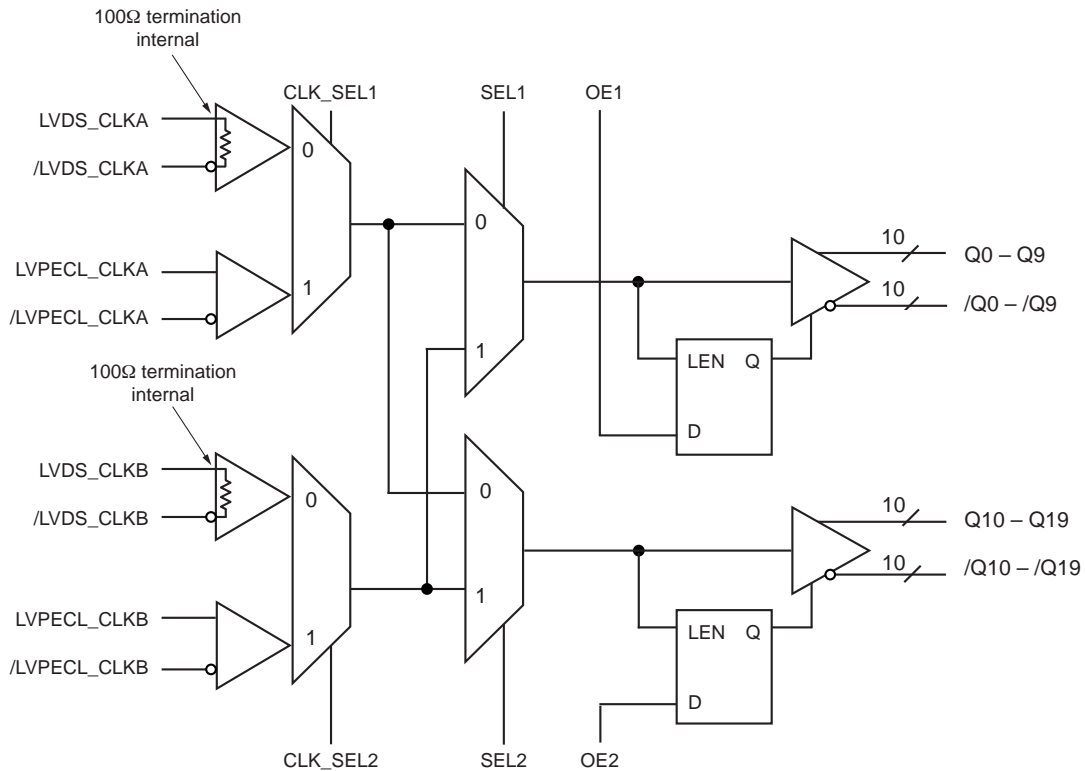 100Ω termination
internal
CLK_SEL1
SEL1
OE1
LVDS_CLKA
/LVDS_CLKA
0
0
LVPECL_CLKA
/LVPECL_CLKA
1
1
10
Q0 – Q9
10
/Q0 – /Q9
LEN Q
D
100Ω termination
internal
LVDS_CLKB
/LVDS_CLKB
0
0
LVPECL_CLKB
/LVPECL_CLKB
1
1
10
Q10 – Q19
10
/Q10 – /Q19
LEN Q
D
CLK_SEL2
SEL2
OE2